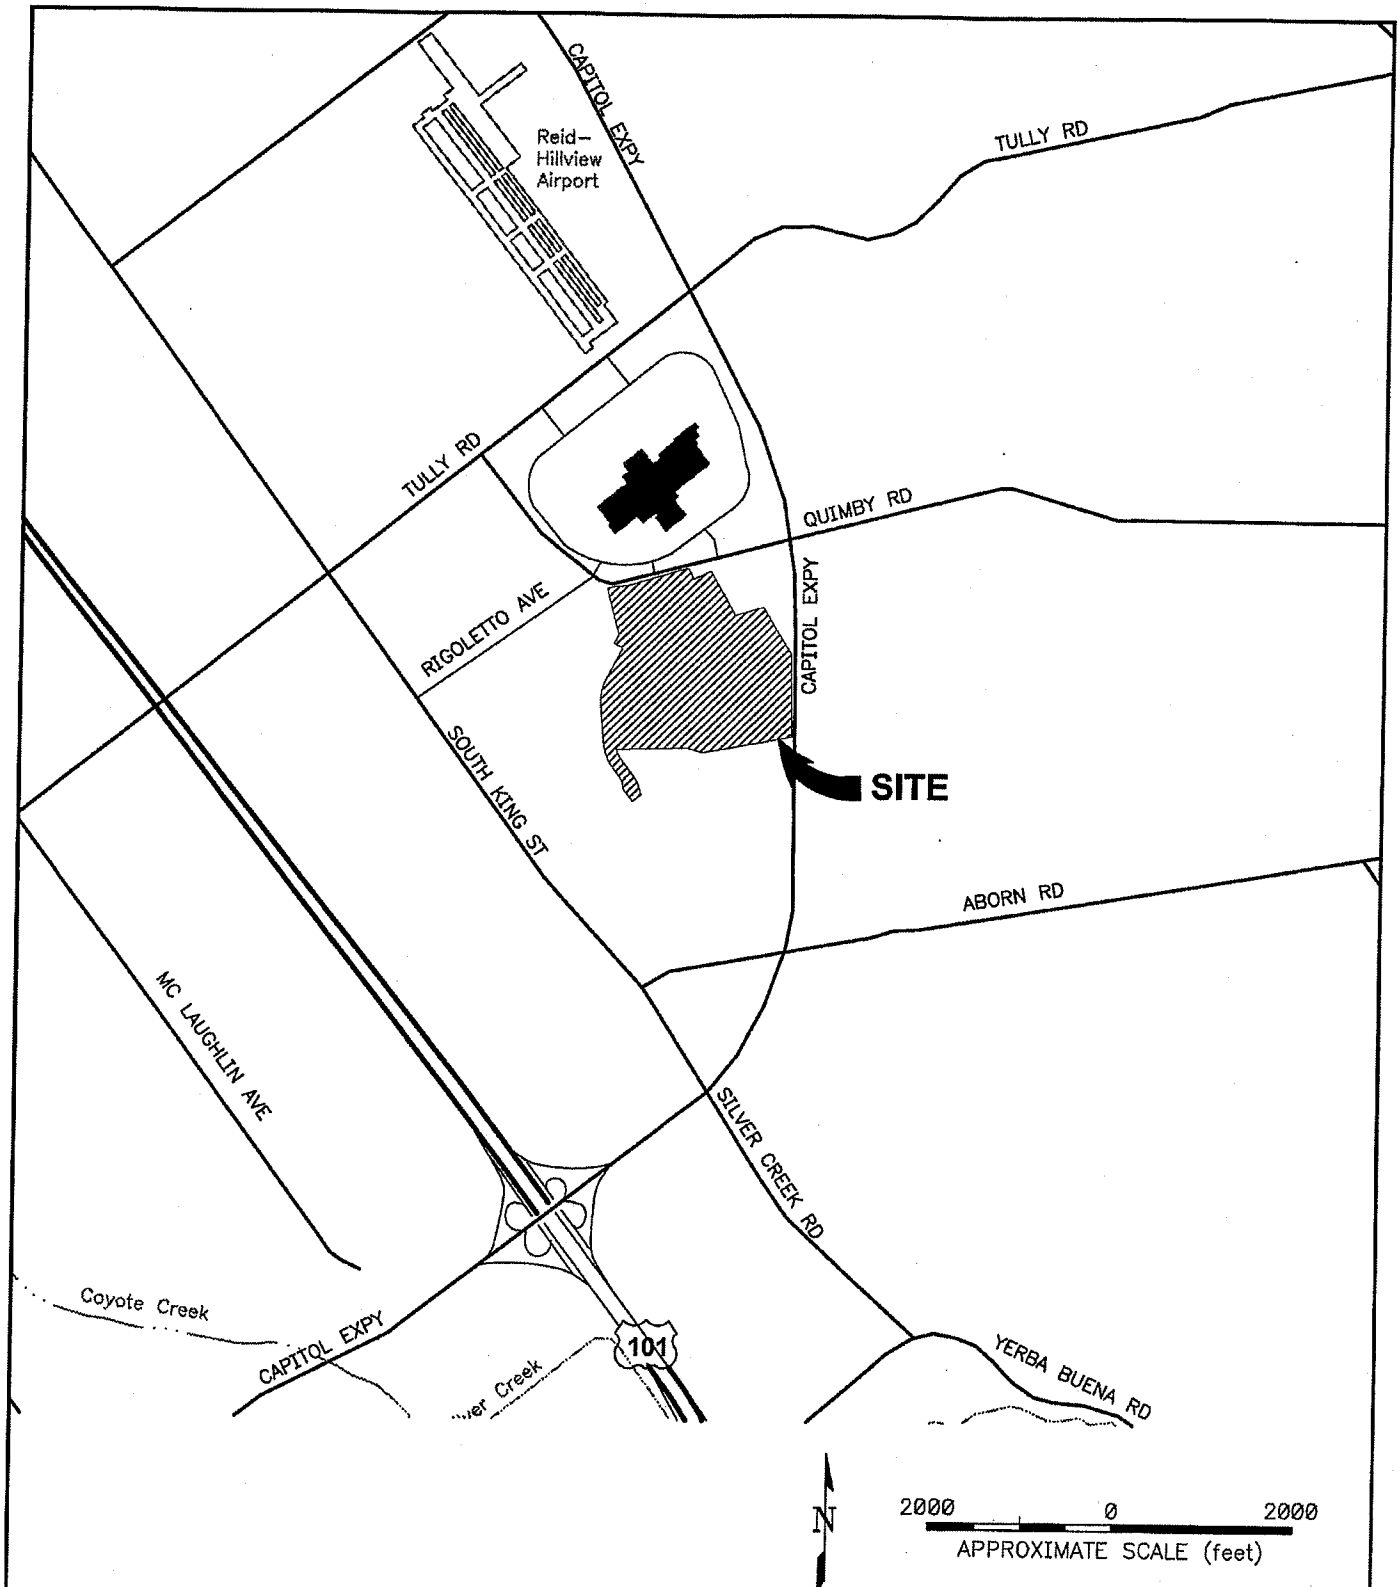 CAPITOL EXPY
Reid-
Hillview
Airport
TULLY RD
TULLY RD
QUIMBY RD
CAPITOL EXPY
RIGOLETTO AVE
SOUTH KING ST
SITE
ABORN RD
MC LAUGHLIN AVE
SILVER CREEK RD
Coyote Creek
CAPITOL EXPY
101
Creek
YERBA BUENA RD
N
2000 0 2000
APPROXIMATE SCALE (feet)